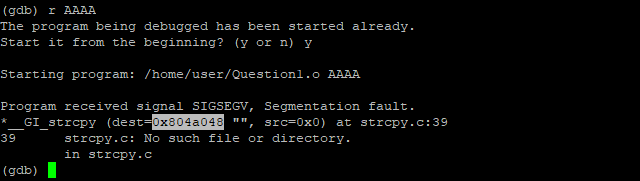 (gdb) r AAAA
The program being debugged has been started already.
Start it from the beginning? (y or n) y
Starting program: /home/user/Question1.o AAAA
Program received signal SIGSEGV, Segmentation fault.
*__GI_strcpy (dest=0x804a048 "", src=0x0) at strcpy.c:39
39      strcpy.c: No such file or directory.
        in strcpy.c
(gdb)